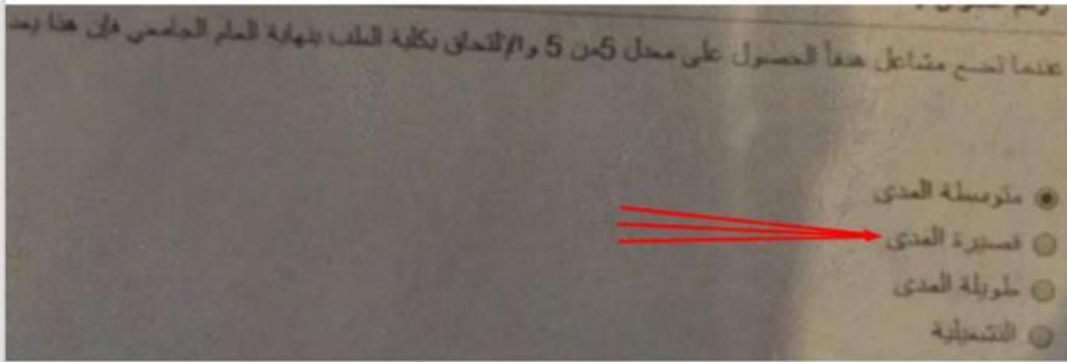 عندما تضع مشاعل هدفاً الحصول على معدل 5من 5 والإلتحاق بكلية الطب بنهاية العام الجامعي فإن هذا يعد
متوسطة المدى
قصيرة المدى
طويلة المدى
التشغيلية